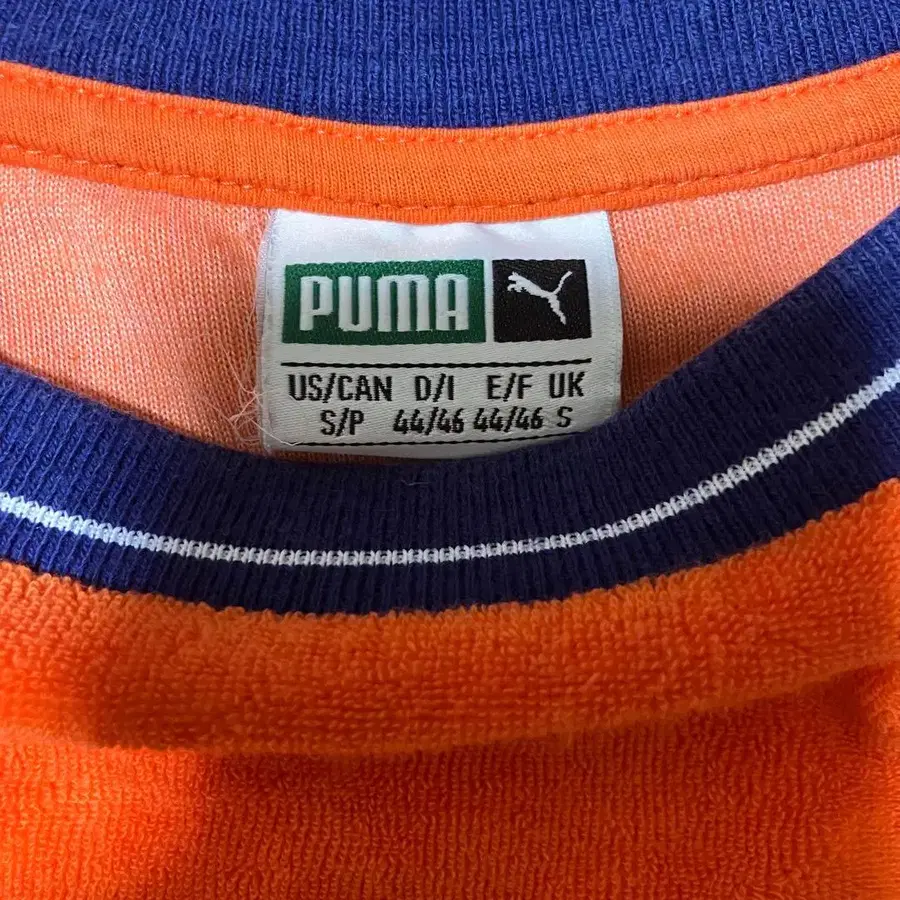 PUMA
US/CAN D/I E/F UK
S/P 44/46 44/46 S